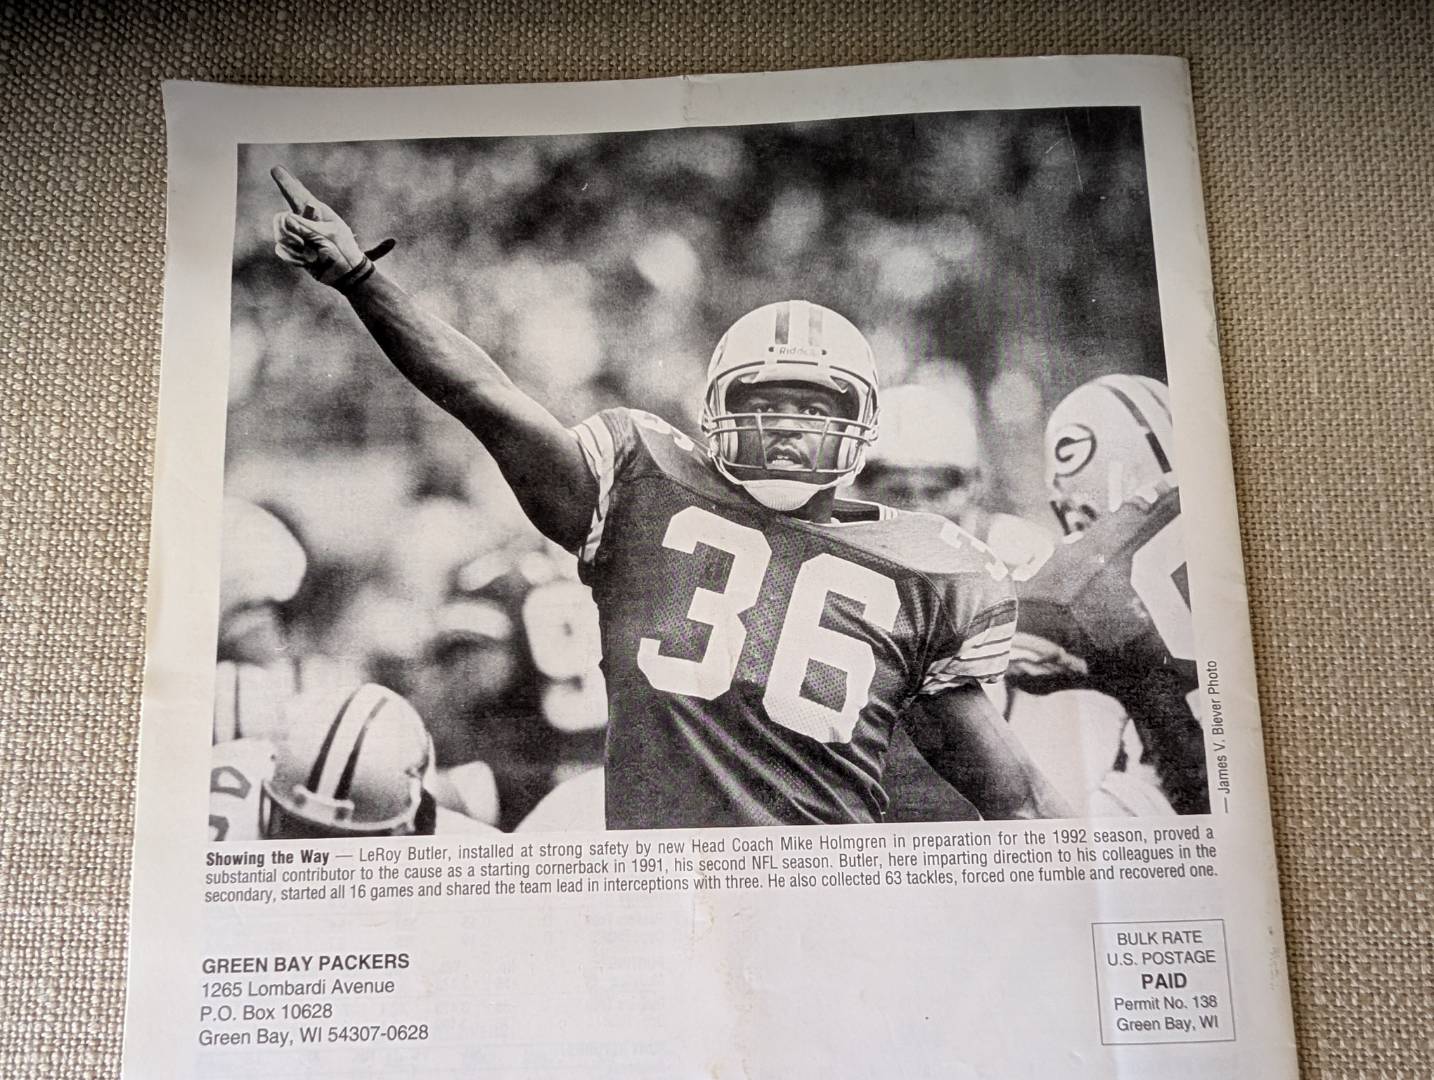 Riddell
36
— James V. Biever Photo
Showing the Way — LeRoy Butler, installed at strong safety by new Head Coach Mike Holmgren in preparation for the 1992 season, proved a
substantial contributor to the cause as a starting cornerback in 1991, his second NFL season. Butler, here imparting direction to his colleagues in the
secondary, started all 16 games and shared the team lead in interceptions with three. He also collected 63 tackles, forced one fumble and recovered one.
GREEN BAY PACKERS
1265 Lombardi Avenue
P.O. Box 10628
Green Bay, WI 54307-0628
BULK RATE
U.S. POSTAGE
PAID
Permit No. 138
Green Bay, WI